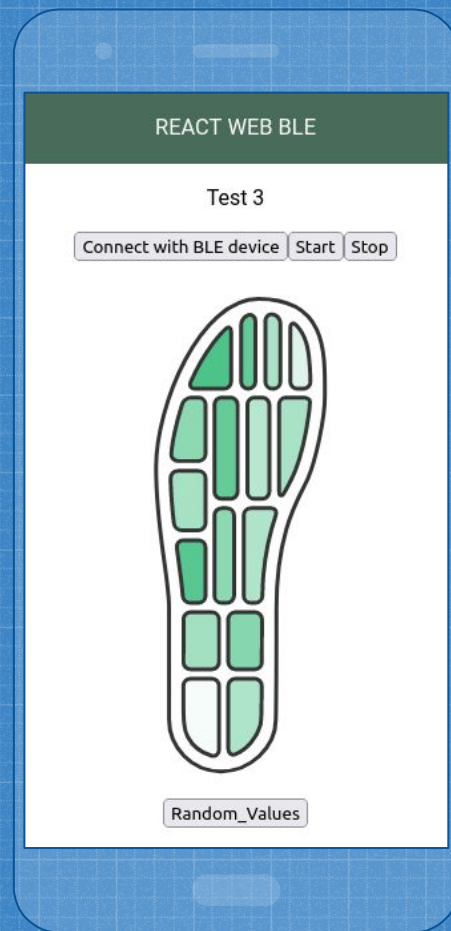 REACT WEB BLE
Test 3
Connect with BLE device Start Stop
Random_Values